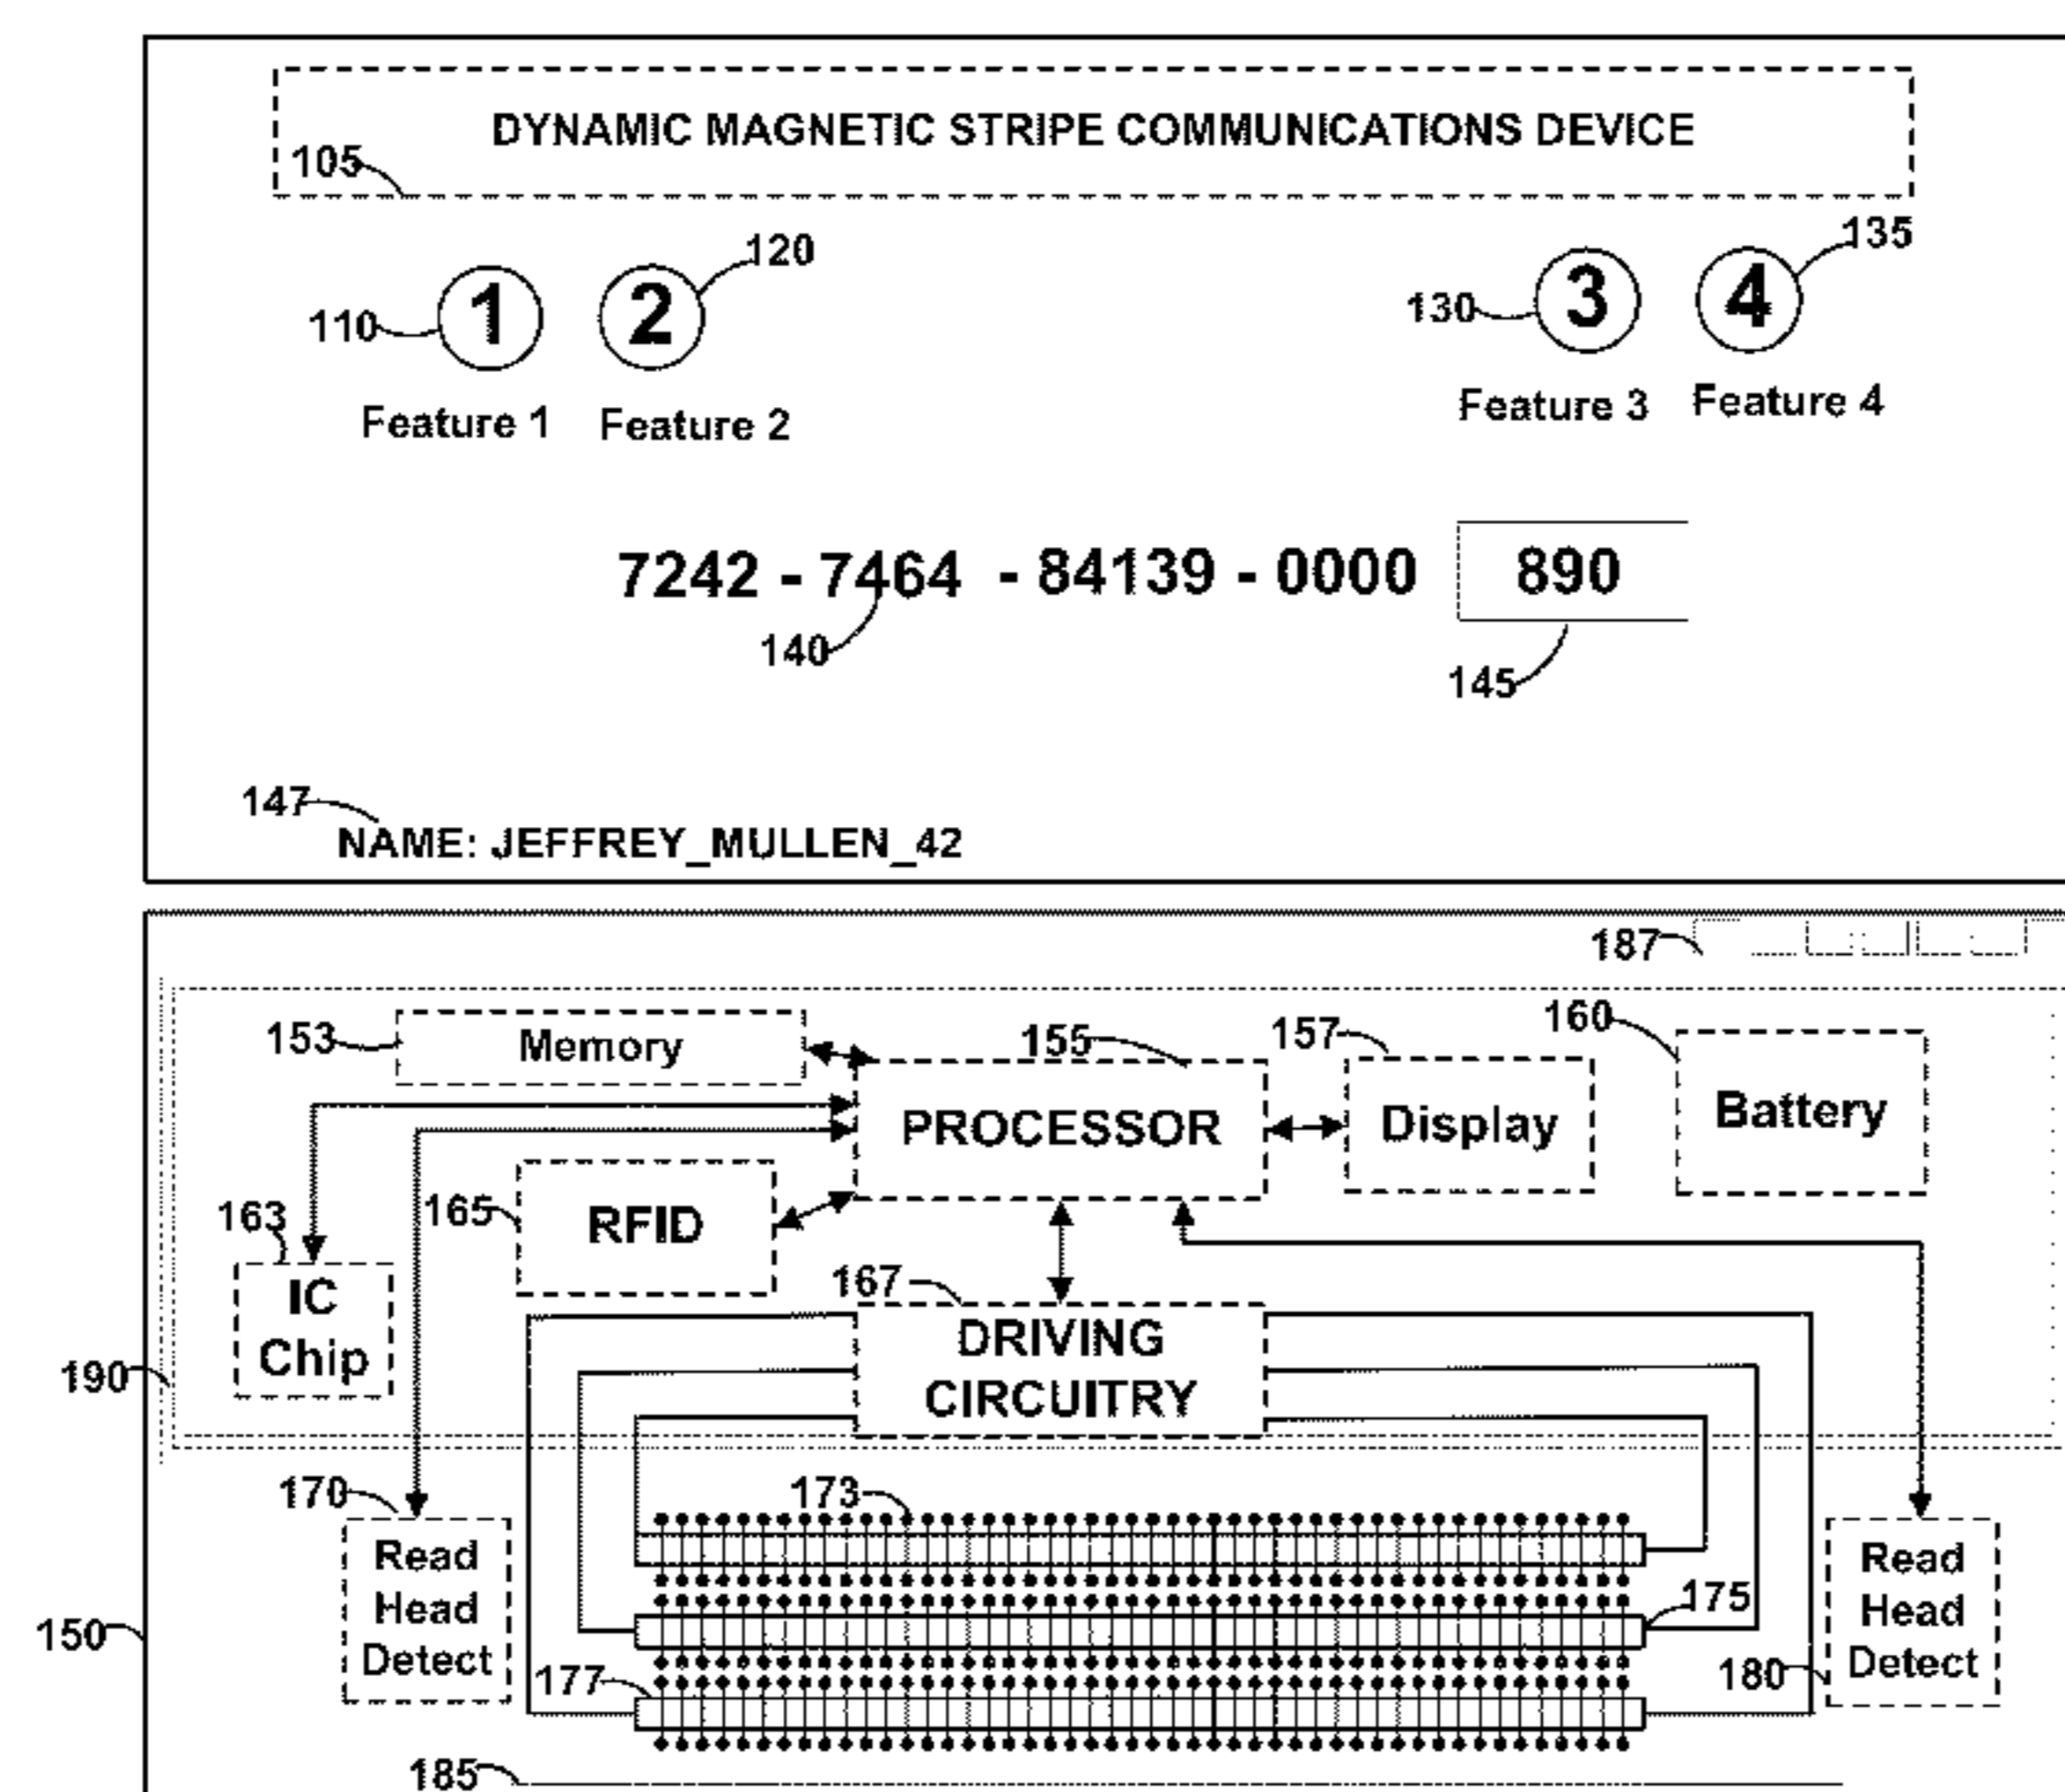 DYNAMIC MAGNETIC STRIPE COMMUNICATIONS DEVICE
105
120
135
110
1
2
130
3
4
Feature 1
Feature 2
Feature 3
Feature 4
7242 - 7464 - 84139 - 0000
890
140
145
147
NAME: JEFFREY_MULLEN_42
187
153
Memory
155
157
160
PROCESSOR
Display
Battery
163
165
RFID
167
IC
Chip
DRIVING
CIRCUITRY
190
170
173
Read
Head
Detect
175
Read
Head
Detect
150
177
180
185